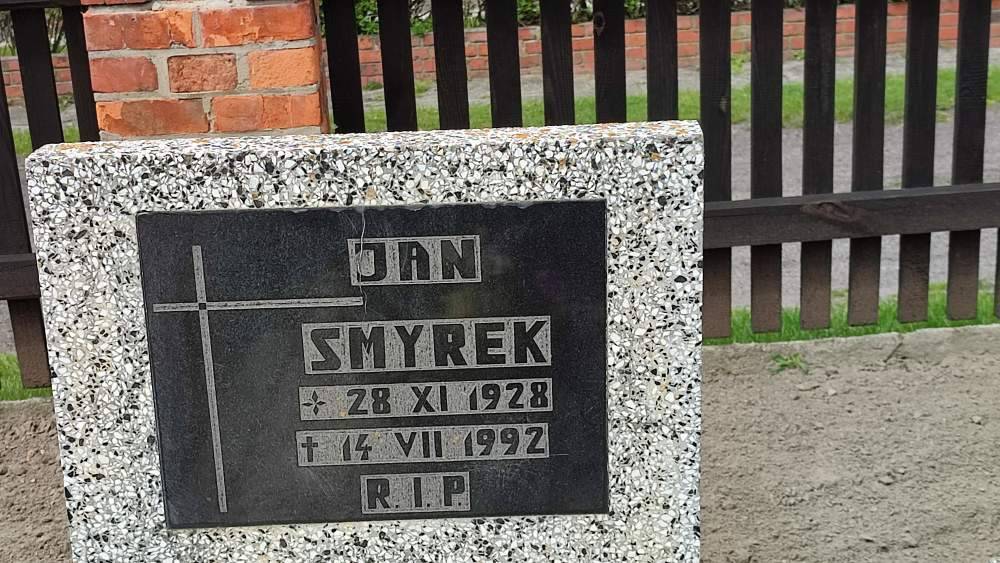 JAN
SMYREK
28 XI 1928
† 14 VII 1992
R.I.P.